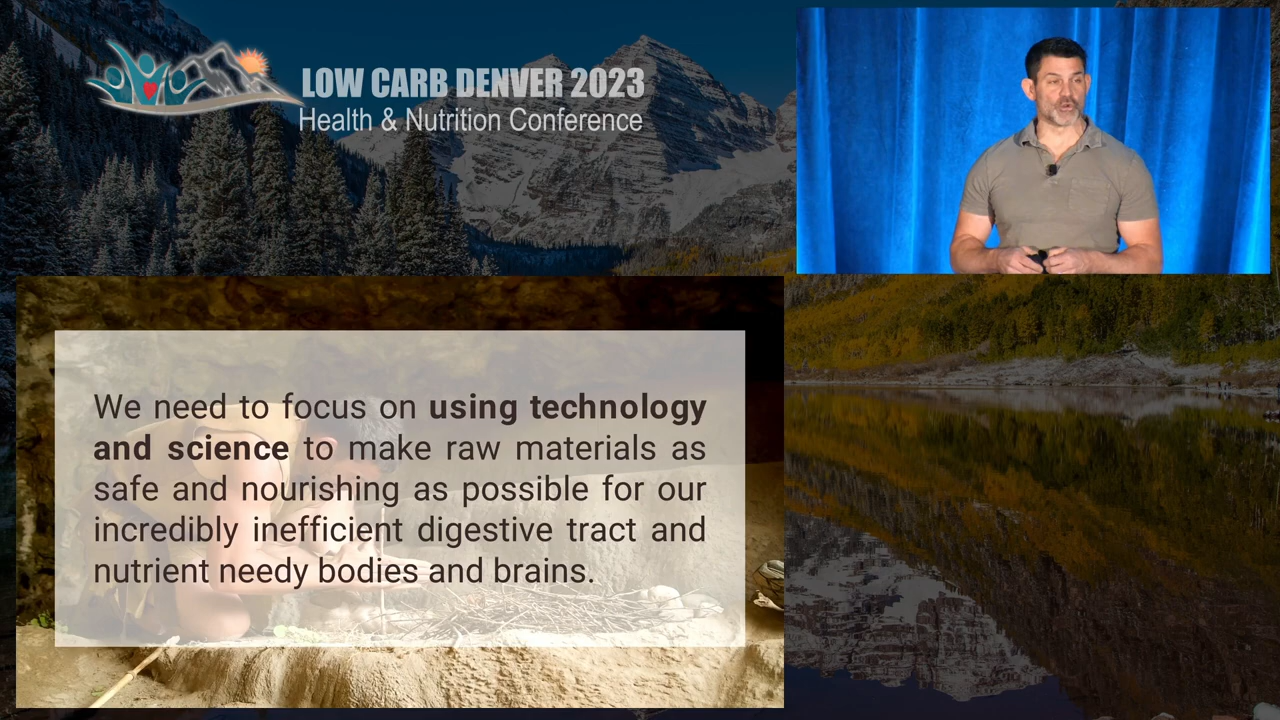 LOW CARB DENVER 2023
Health & Nutrition Conference
We need to focus on using technology
and science to make raw materials as
safe and nourishing as possible for our
incredibly inefficient digestive tract and
nutrient needy bodies and brains.